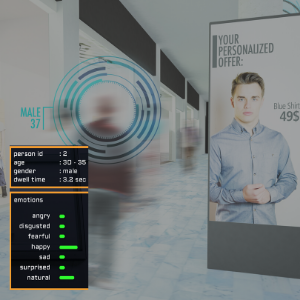 YOUR
PERSONALIZED
OFFER:
MALE
37
Blue Shirt
49$
person id : 2
age : 30 - 35
gender : male
dwell time : 3.2 sec
emotions
angry
disgusted
fearful
happy
sad
surprised
natural